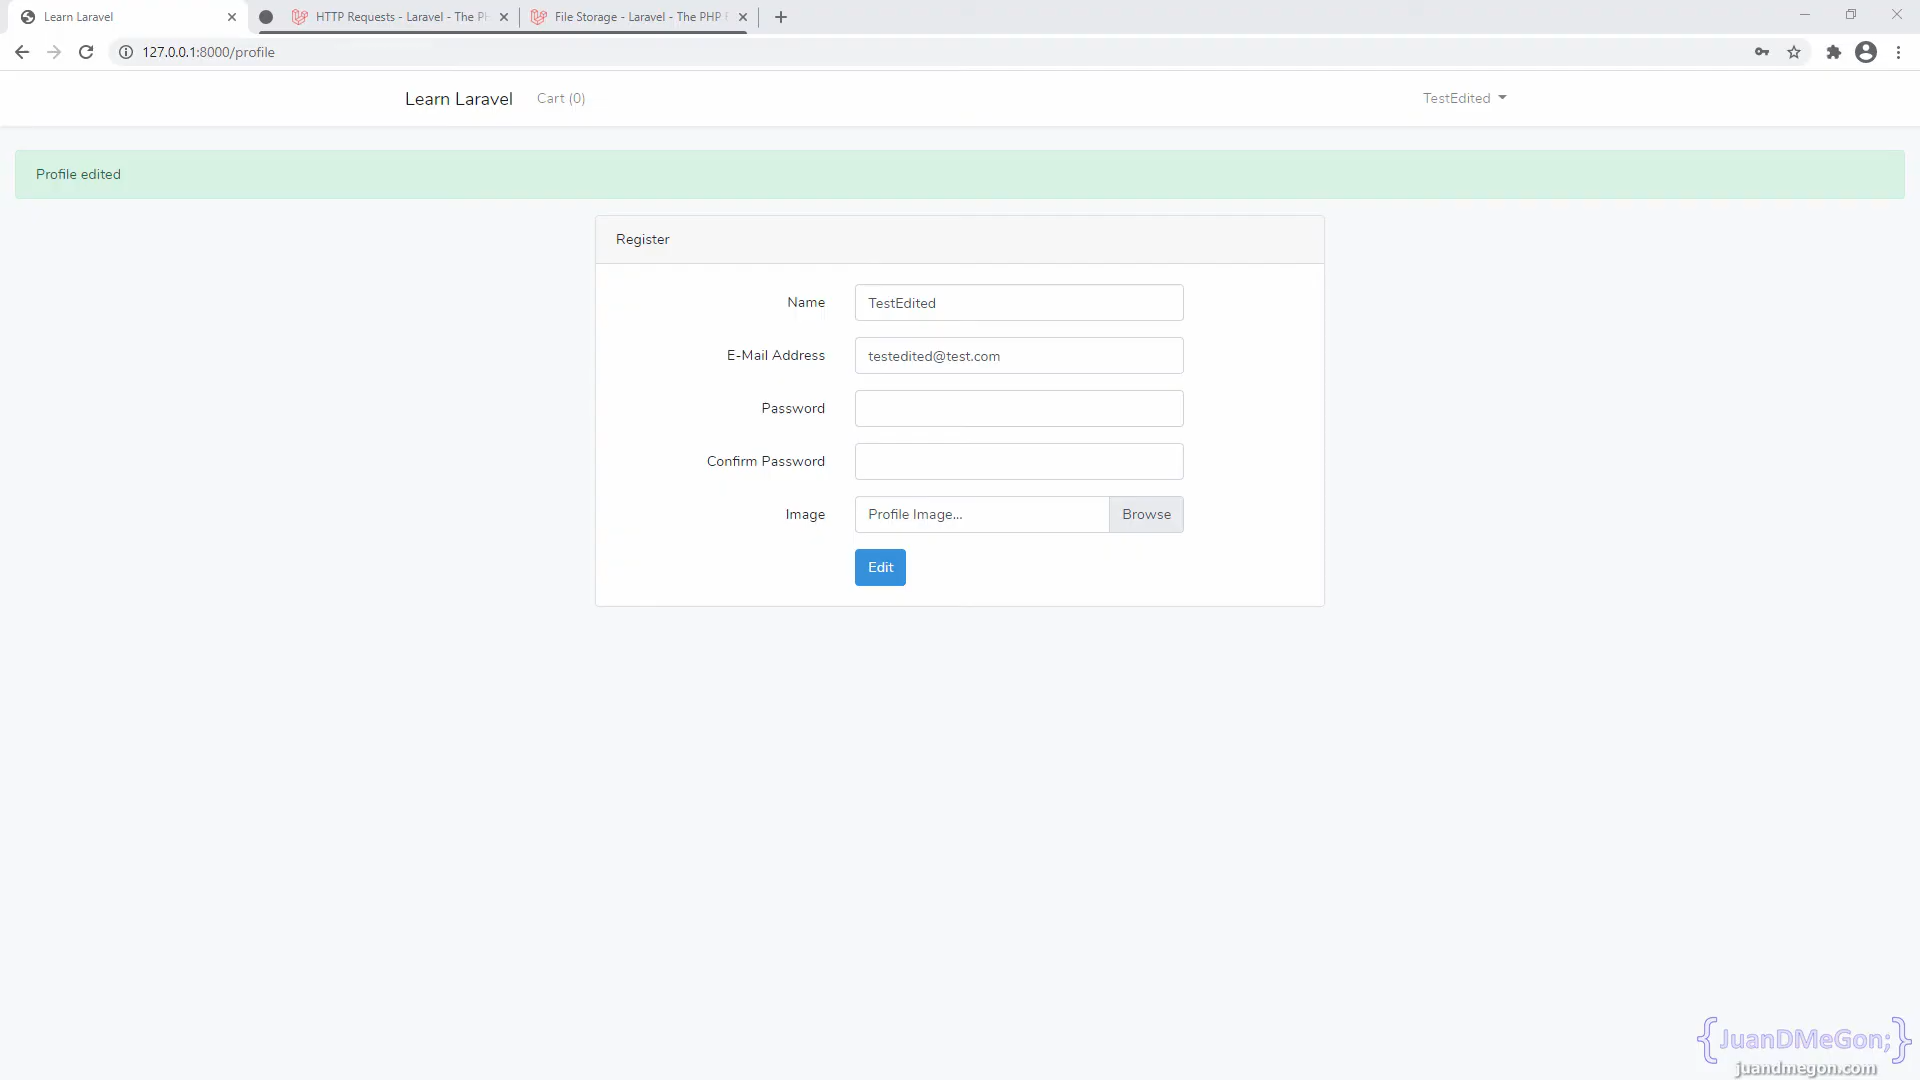 Learn Laravel
HTTP Requests - Laravel - The PH
File Storage - Laravel - The PHP F
127.0.0.1:8000/profile
Learn Laravel
Cart (0)
TestEdited
Profile edited
Register
Name
TestEdited
E-Mail Address
testedited@test.com
Password
Confirm Password
Image
Profile Image...
Browse
Edit
{JuanDMeGon;}
juandmegon.com